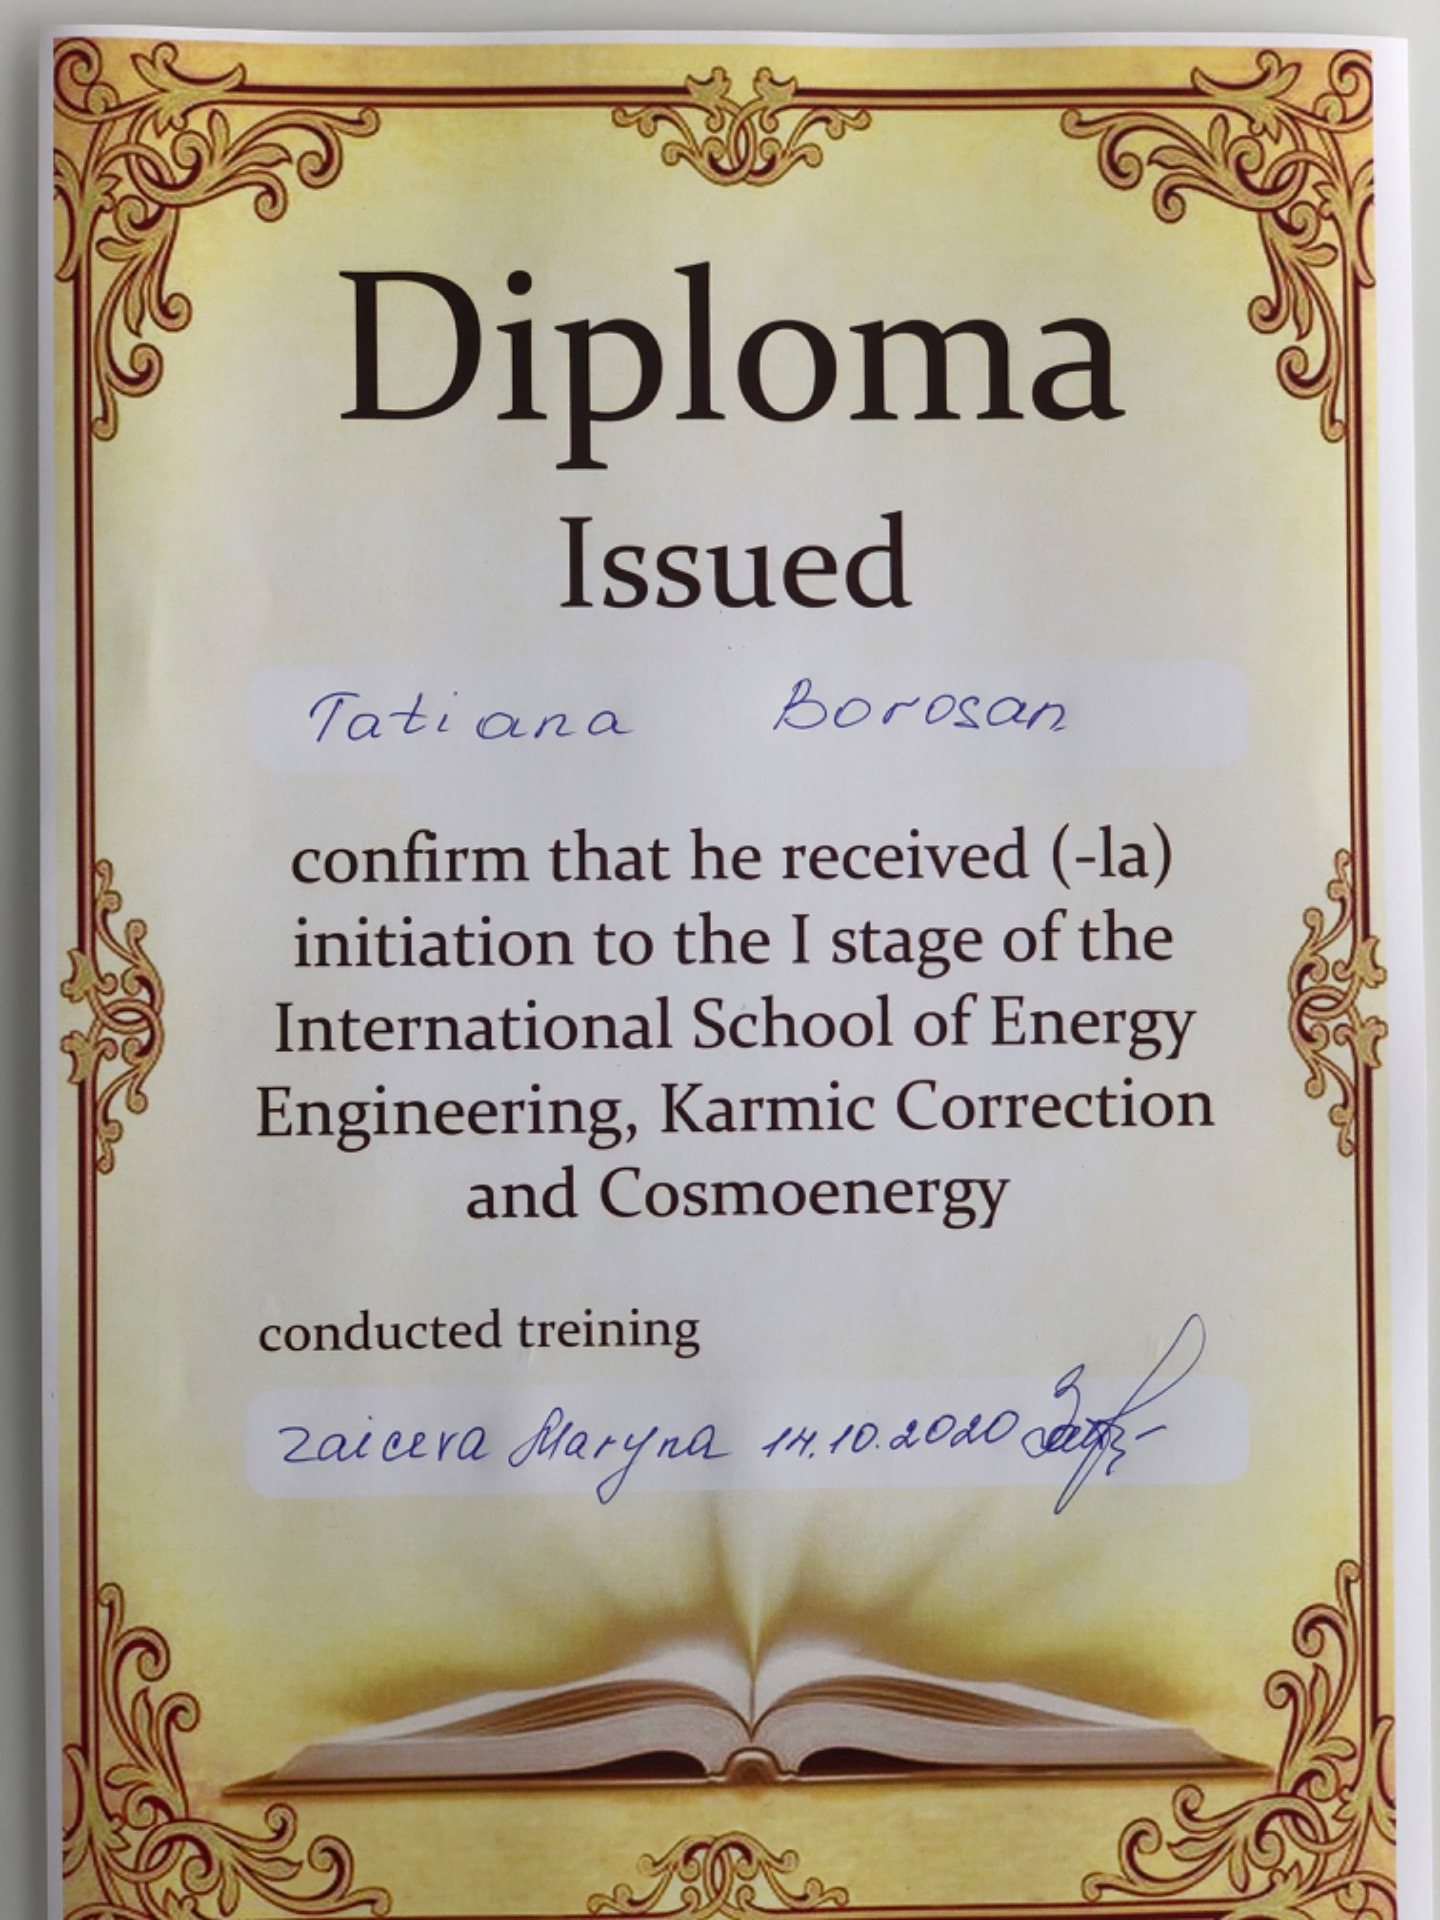 Diploma
Issued
Tatiana Borosan
confirm that he received (-la)
initiation to the I stage of the
International School of Energy
Engineering, Karmic Correction
and Cosmoenergy
conducted treining
Zaiceva Maryna 14.10.2020